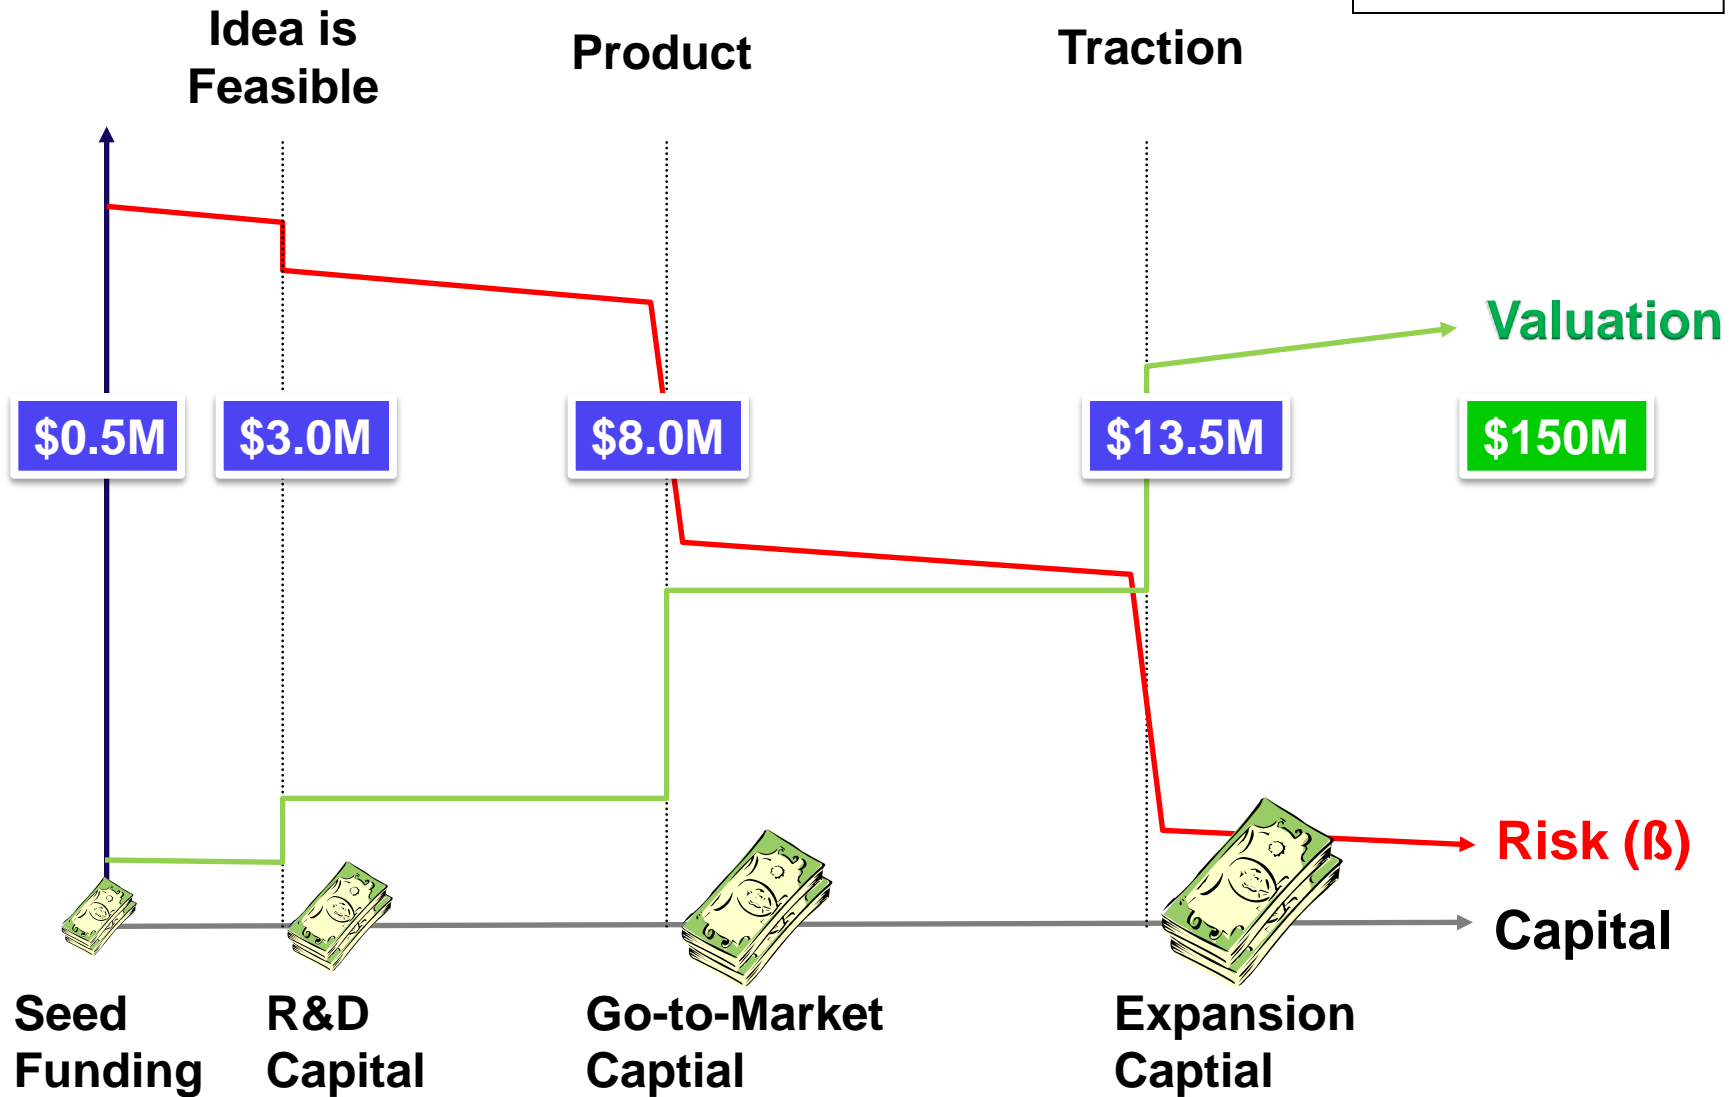 Idea is
Feasible
Product
Traction
Valuation
$0.5M
$3.0M
$8.0M
$13.5M
$150M
Risk (ß)
Capital
Seed
Funding
R&D
Capital
Go-to-Market
Captial
Expansion
Captial